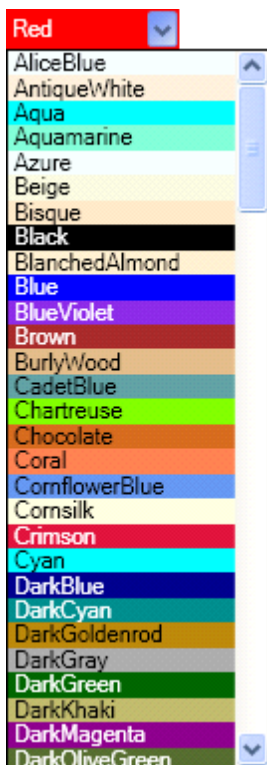 Red
AliceBlue
AntiqueWhite
Aqua
Aquamarine
Azure
Beige
Bisque
Black
BlanchedAlmond
Blue
BlueViolet
Brown
BurlyWood
CadetBlue
Chartreuse
Chocolate
Coral
CornflowerBlue
Cornsilk
Crimson
Cyan
DarkBlue
DarkCyan
DarkGoldenrod
DarkGray
DarkGreen
DarkKhaki
DarkMagenta
DarkOliveGreen